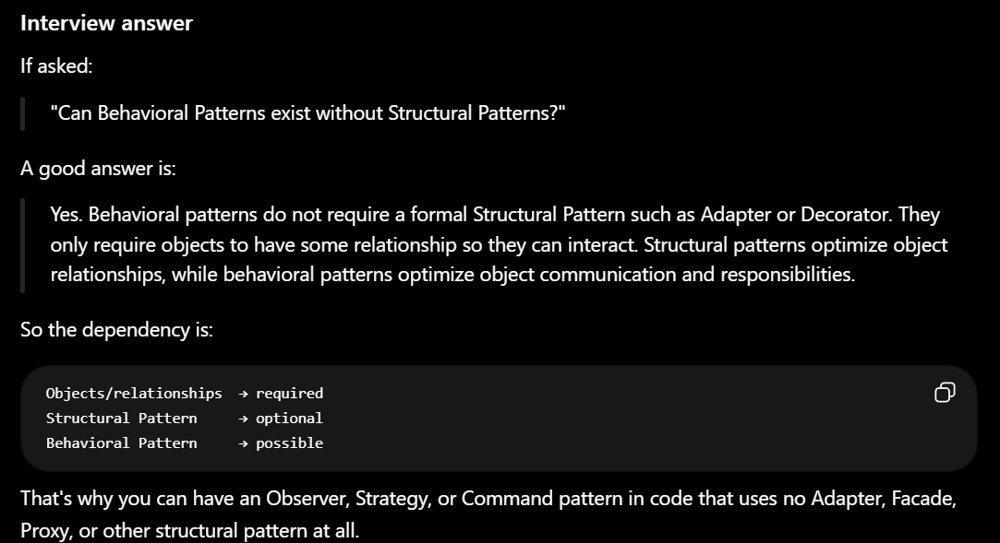 Interview answer
If asked:
"Can Behavioral Patterns exist without Structural Patterns?"
A good answer is:
Yes. Behavioral patterns do not require a formal Structural Pattern such as Adapter or Decorator. They
only require objects to have some relationship so they can interact. Structural patterns optimize object
relationships, while behavioral patterns optimize object communication and responsibilities.
So the dependency is:
Objects/relationships → required
Structural Pattern → optional
Behavioral Pattern → possible
That's why you can have an Observer, Strategy, or Command pattern in code that uses no Adapter, Facade,
Proxy, or other structural pattern at all.